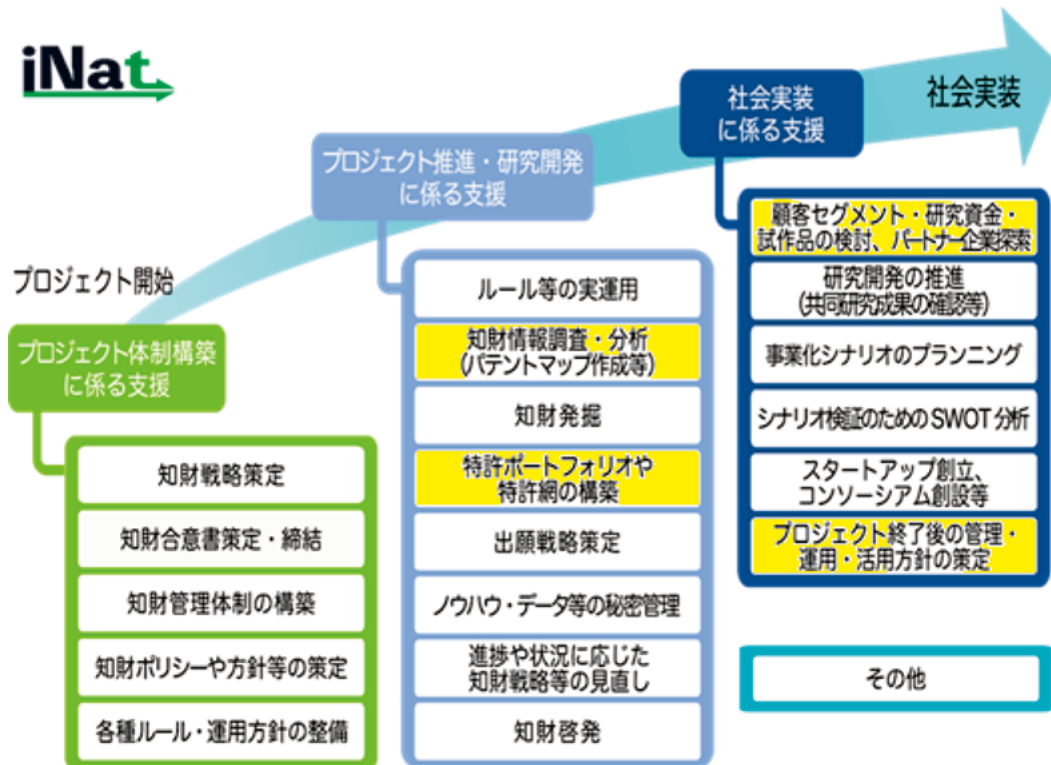 iNat
社会実装
社会実装
に係る支援
プロジェクト推進・研究開発
に係る支援
プロジェクト開始
プロジェクト体制構築
に係る支援
知財戦略策定
知財合意書策定・締結
知財管理体制の構築
知財ポリシーや方針等の策定
各種ルール・運用方針の整備
ルール等の実運用
知財情報調査・分析
(パテントマップ作成等)
知財発掘
特許ポートフォリオや
特許網の構築
出願戦略策定
ノウハウ・データ等の秘密管理
進捗や状況に応じた
知財戦略等の見直し
知財啓発
顧客セグメント・研究資金・
試作品の検討、パートナー企業探索
研究開発の推進
(共同研究成果の確認等)
事業化シナリオのプランニング
シナリオ検証のためのSWOT分析
スタートアップ創立、
コンソーシアム創設等
プロジェクト終了後の管理・
運用・活用方針の策定
その他